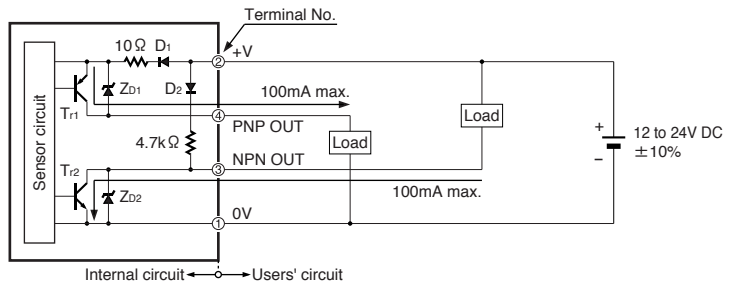 Terminal No.
10Ω D1
② +V
ZD1
D2
100mA max.
Tr1
④
PNP OUT
Load
Load
Sensor circuit
4.7kΩ
NPN OUT
③
+
−
12 to 24V DC
±10%
Tr2
ZD2
100mA max.
① 0V
Internal circuit
Users' circuit